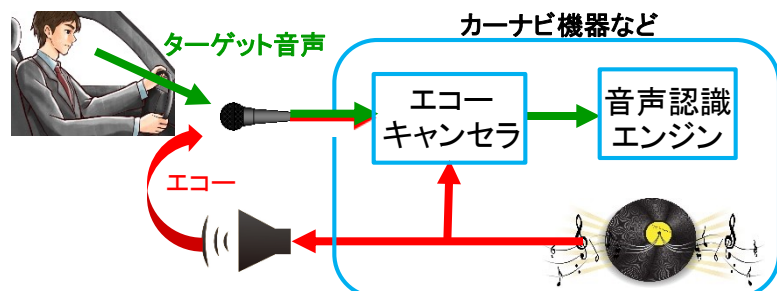 カーナビ機器など
ターゲット音声
エコー
キャンセラ
音声認識
エンジン
エコー